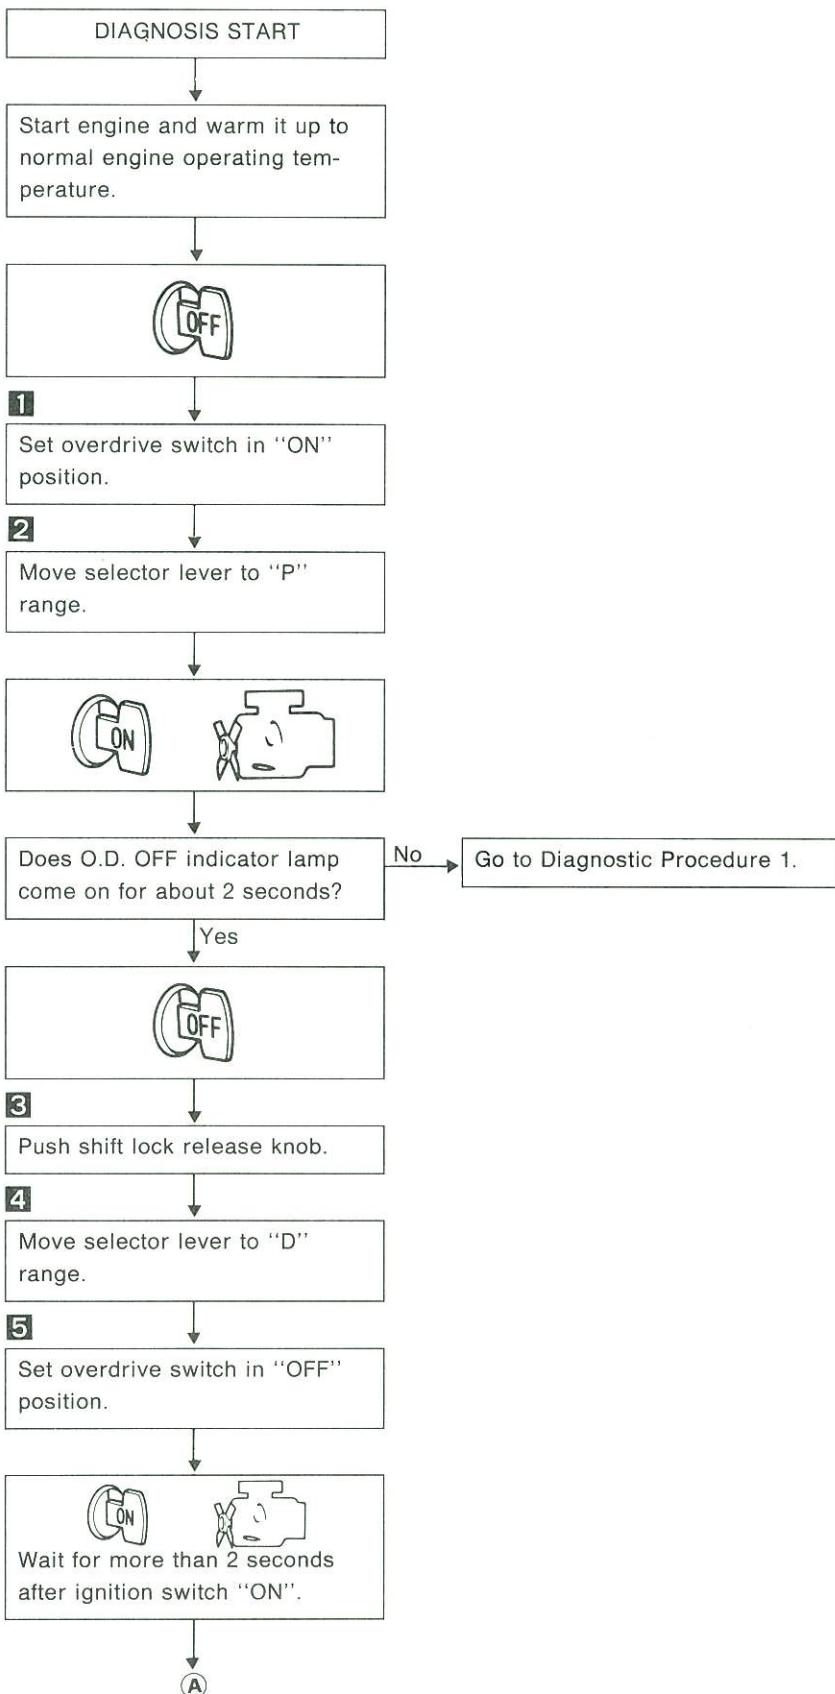 DIAGNOSIS START
Start engine and warm it up to
normal engine operating tem-
perature.
OFF
1
Set overdrive switch in ‘‘ON’’
position.
2
Move selector lever to ‘‘P’’
range.
ON
Does O.D. OFF indicator lamp
come on for about 2 seconds?
No
Go to Diagnostic Procedure 1.
Yes
OFF
3
Push shift lock release knob.
4
Move selector lever to ‘‘D’’
range.
5
Set overdrive switch in ‘‘OFF’’
position.
ON
Wait for more than 2 seconds
after ignition switch ‘‘ON’’.
A